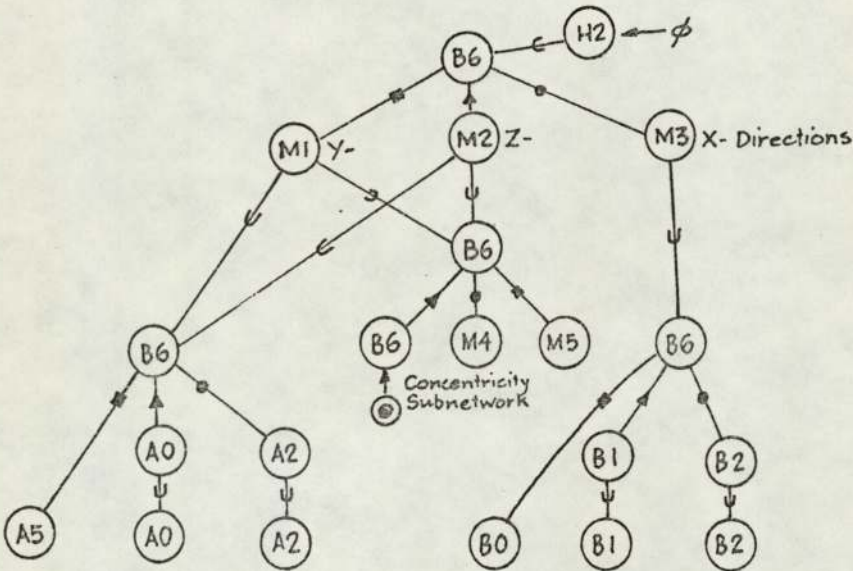 H2 ϕ
B6
M1 Y- M2 Z- M3 X- Directions
B6
B6 B6 M4 M5 B6
Concentricity
Subnetwork
A0 A2 B1 B2
A5 A0 A2 B0 B1 B2